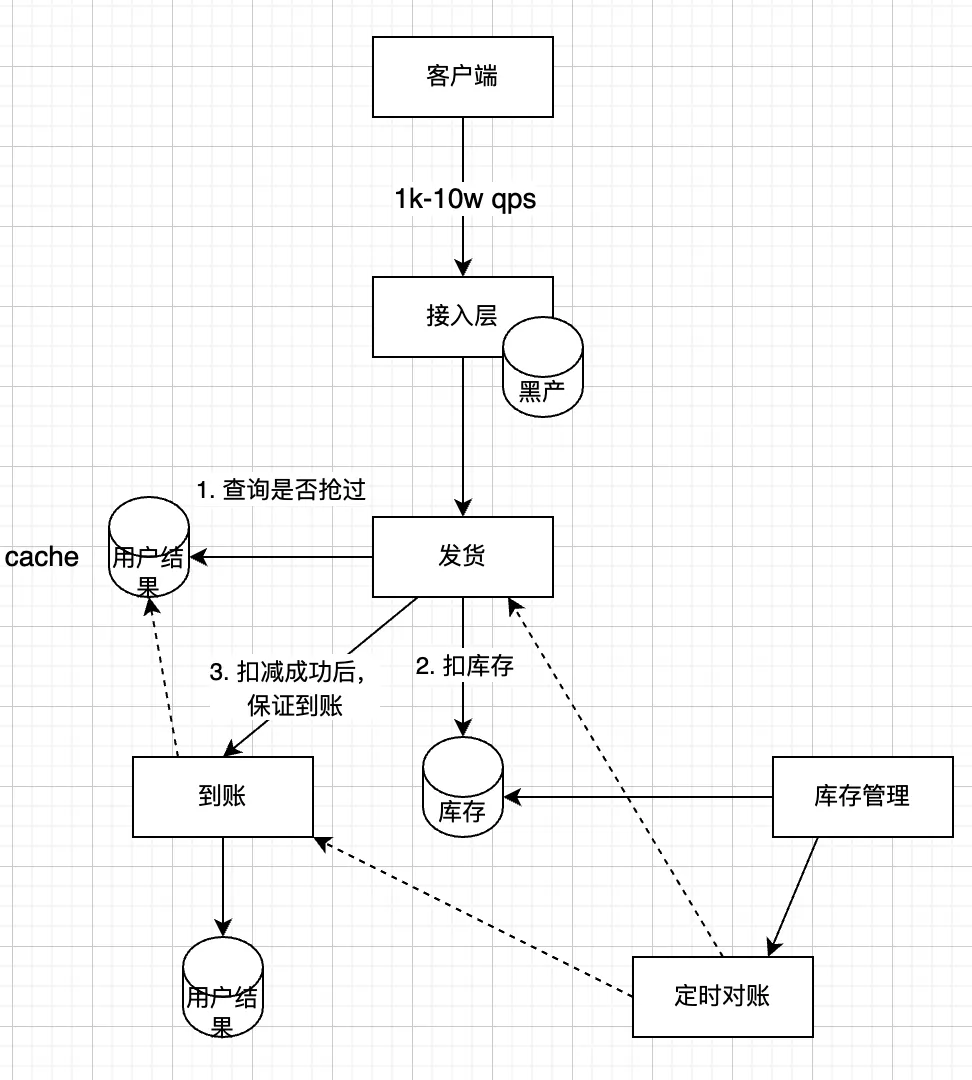 客户端
1k-10w qps
接入层
黑产
1. 查询是否抢过
cache
用户结
果
发货
3. 扣减成功后，
保证到账
2. 扣库存
到账
库存
库存管理
用户结
果
定时对账